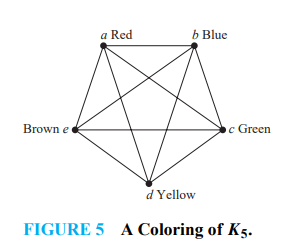 a Red
b Blue
Brown e
c Green
d Yellow
FIGURE 5 A Coloring of K5.